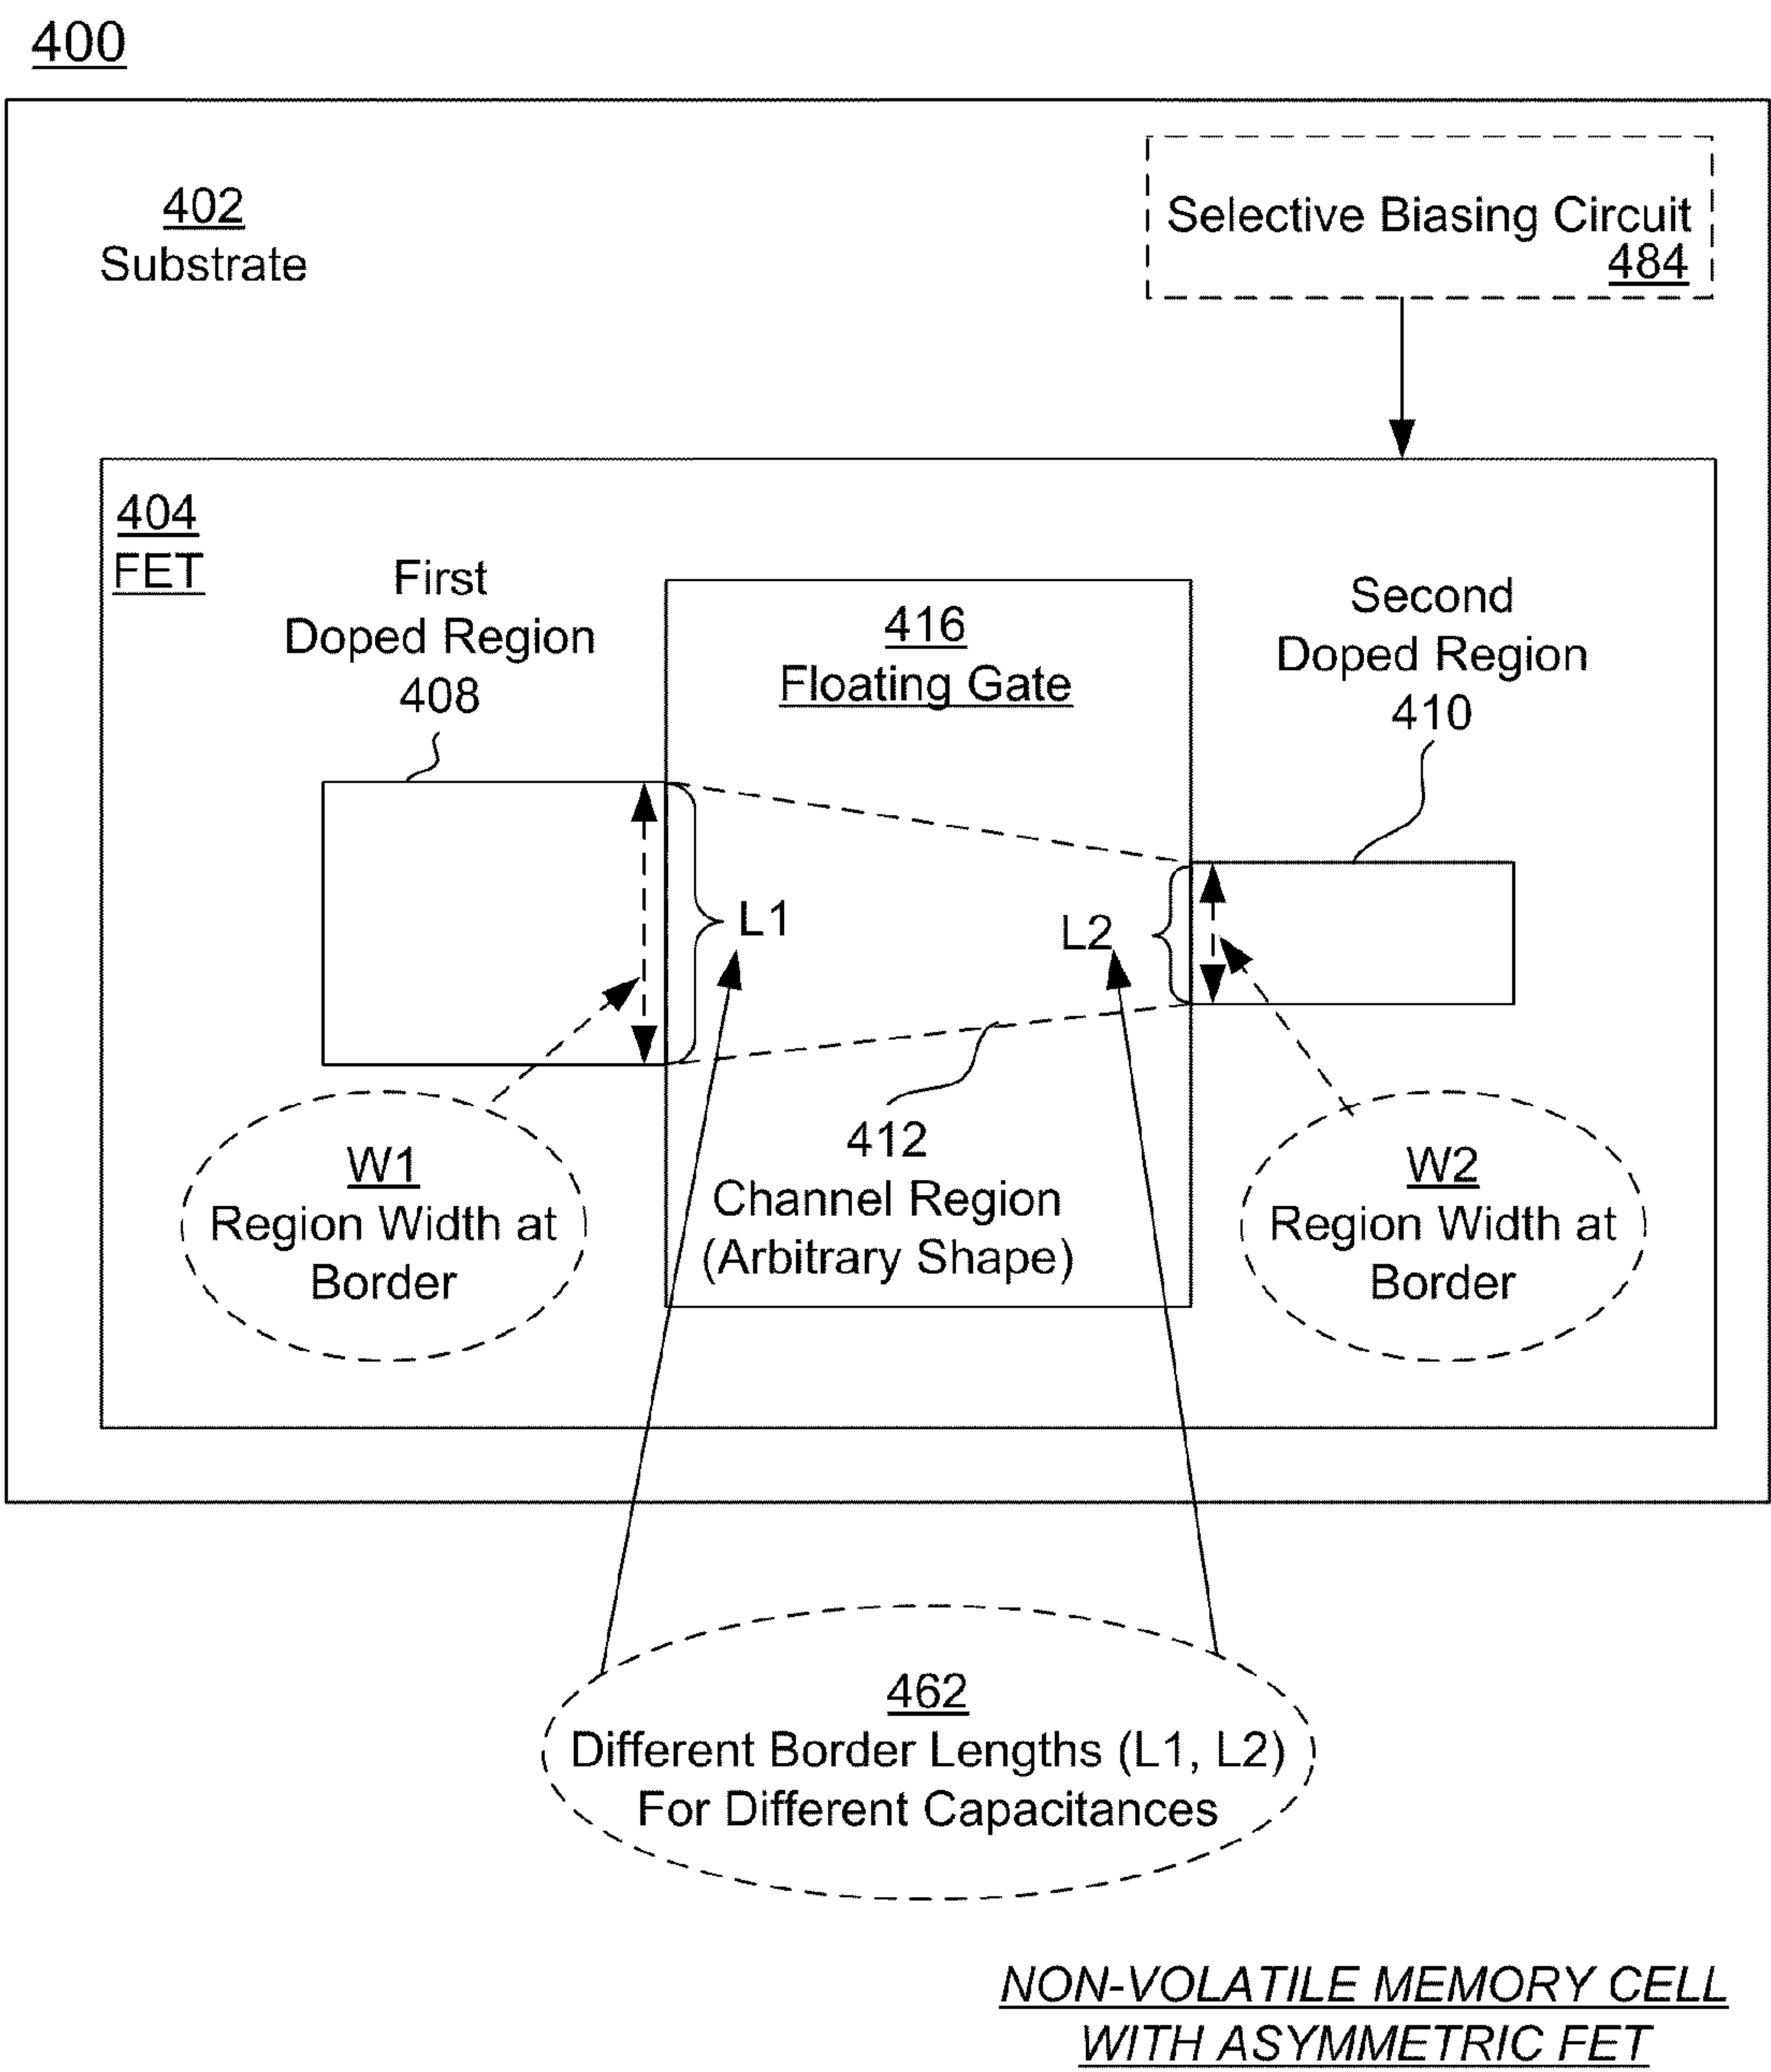 400
402
Substrate
Selective Biasing Circuit
484
404
FET
First
Doped Region
408
416
Floating Gate
Second
Doped Region
410
L1
L2
W1
Region Width at
Border
412
Channel Region
(Arbitrary Shape)
W2
Region Width at
Border
462
Different Border Lengths (L1, L2)
For Different Capacitances
NON-VOLATILE MEMORY CELL
WITH ASYMMETRIC FET